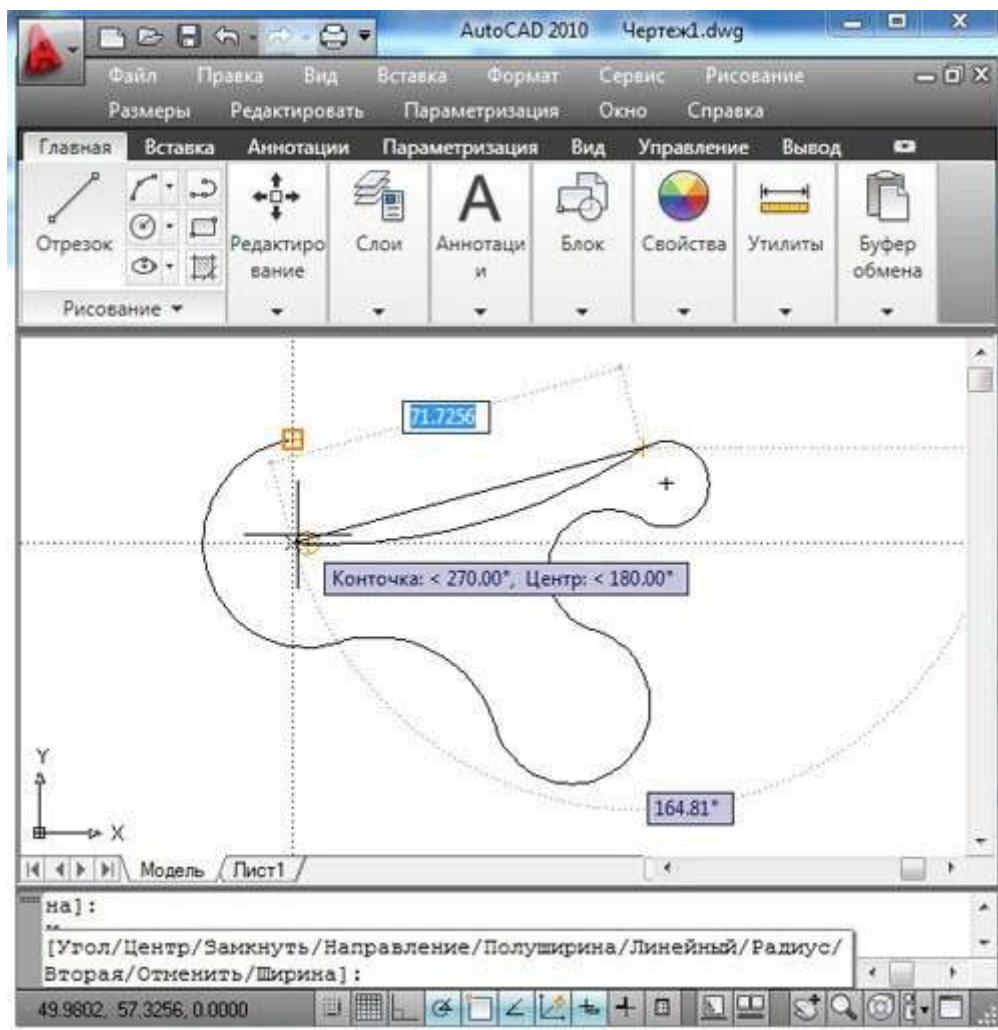 AutoCAD 2010 Чертеж1.dwg
Файл Правка Вид Вставка Формат Сервис Рисование
Размеры Редактировать Параметризация Окно Справка
Главная Вставка Аннотации Параметризация Вид Управление Вывод
Отрезок
Редактиро
вание
Слои
Аннотаци
и
Блок
Свойства
Утилиты
Буфер
обмена
Рисование
71.7256
Конточка: < 270.00°, Центр: < 180.00°
164.81°
Y
X
Модель Лист1
на]:
[Угол/Центр/Замкнуть/Направление/Полуширина/Линейный/Радиус/
Вторая/Отменить/Ширина]:
49.9802, 57.3256, 0.0000